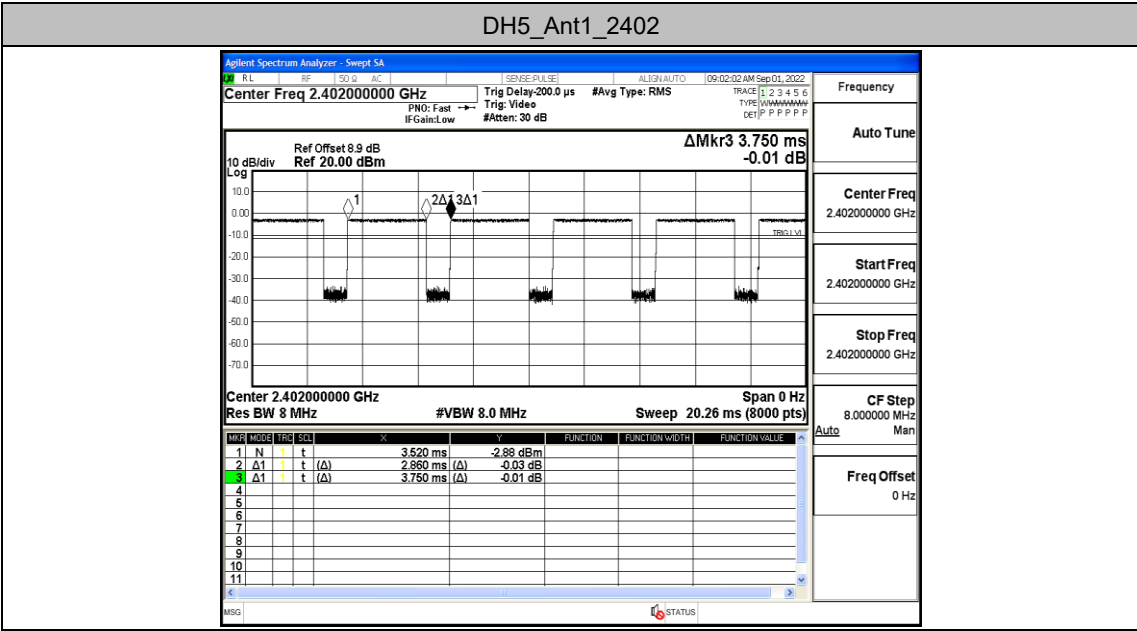 DH5_Ant1_2402
Agilent Spectrum Analyzer - Swept SA
LXI RL RF 50 Ω AC SENSE:PULSE ALIGN AUTO 09:02:02 AM Sep 01, 2022
Center Freq 2.402000000 GHz Trig Delay-200.0 µs #Avg Type: RMS TRACE 1 2 3 4 5 6
PNO: Fast Trig: Video TYPE
IFGain:Low #Atten: 30 dB DET P P P P P P
ΔMkr3 3.750 ms
-0.01 dB
Ref Offset 8.9 dB
10 dB/div Ref 20.00 dBm
Log
10.0
1 2Δ1 3Δ1
0.00
-10.0
TRIG LVL
-20.0
-30.0
-40.0
-50.0
-60.0
-70.0
Center 2.402000000 GHz Span 0 Hz
Res BW 8 MHz #VBW 8.0 MHz Sweep 20.26 ms (8000 pts)
MKR MODE TRC SCL X Y FUNCTION FUNCTION WIDTH FUNCTION VALUE
1 N 1 t 3.520 ms -2.88 dBm
2 Δ1 1 t (Δ) 2.860 ms (Δ) -0.03 dB
3 Δ1 1 t (Δ) 3.750 ms (Δ) -0.01 dB
4
5
6
7
8
9
10
11
MSG STATUS
Frequency
Auto Tune
Center Freq
2.402000000 GHz
Start Freq
2.402000000 GHz
Stop Freq
2.402000000 GHz
CF Step
8.000000 MHz
Auto Man
Freq Offset
0 Hz